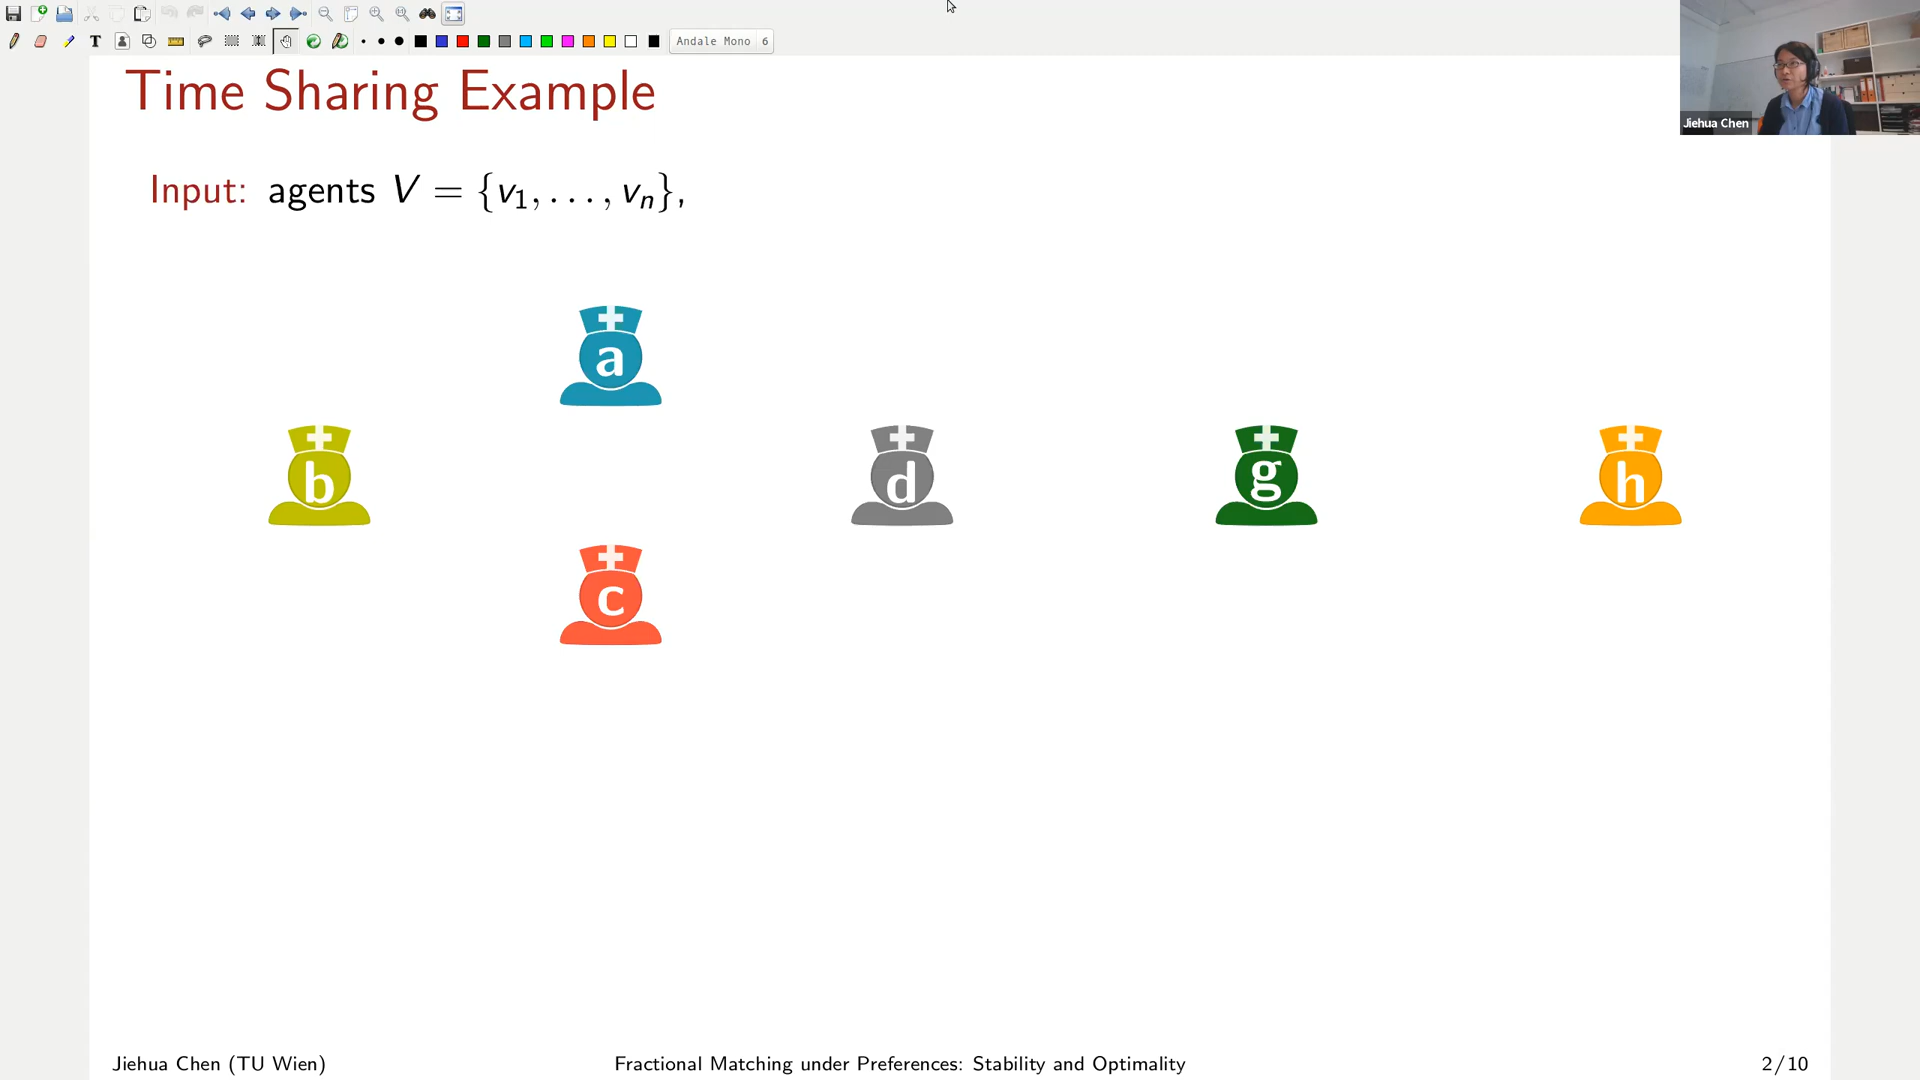 Andale Mono 6
Jiehua Chen
Time Sharing Example
Input: agents V = {v₁, . . . , vₙ},
a
b
d
g
h
c
Jiehua Chen (TU Wien)
Fractional Matching under Preferences: Stability and Optimality
2/10